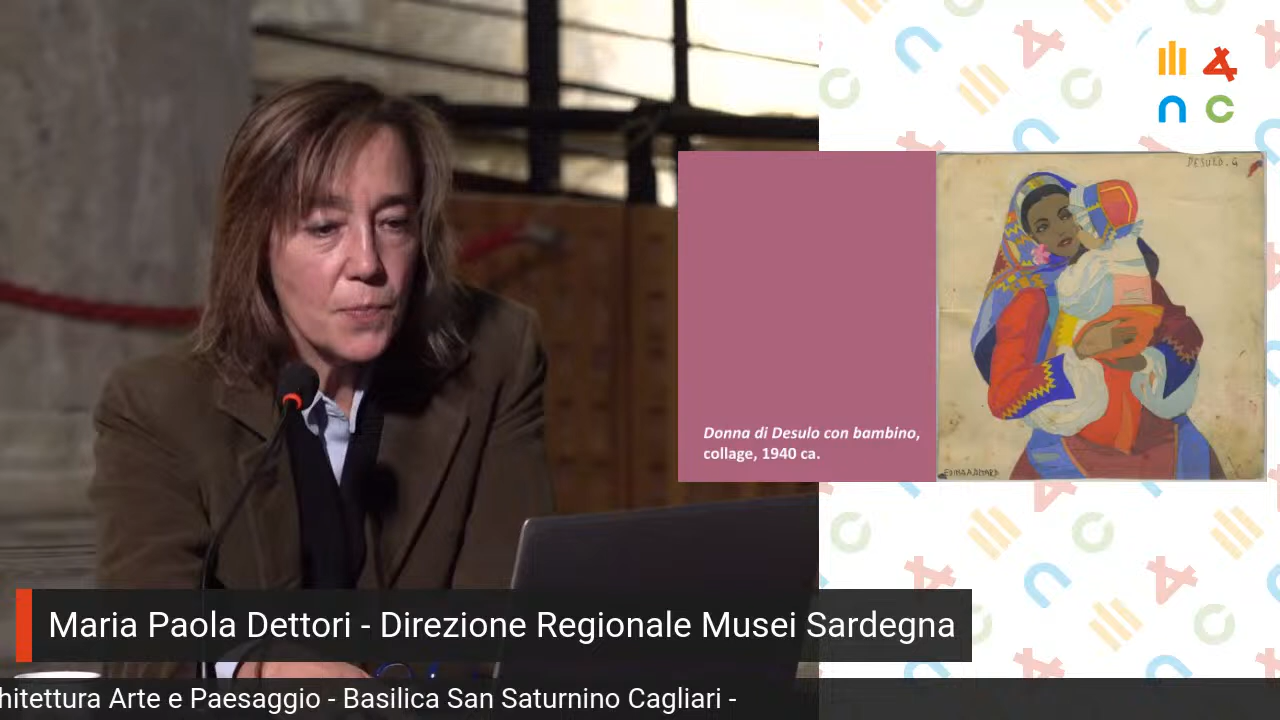 DESULO. G
Donna di Desulo con bambino,
collage, 1940 ca.
Maria Paola Dettori - Direzione Regionale Musei Sardegna
hitettura Arte e Paesaggio - Basilica San Saturnino Cagliari -